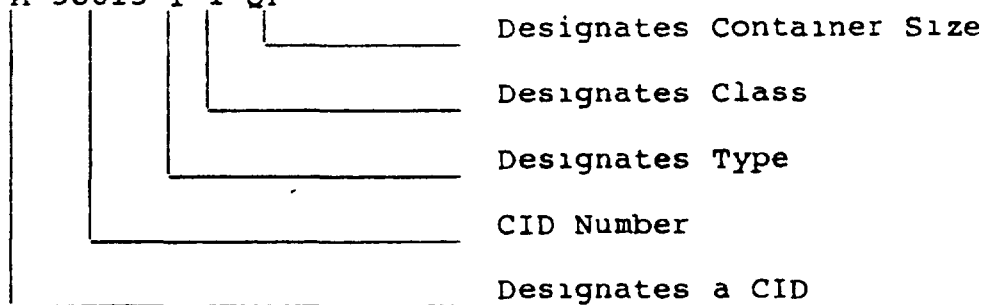 Designates Container Size
Designates Class
Designates Type
CID Number
Designates a CID